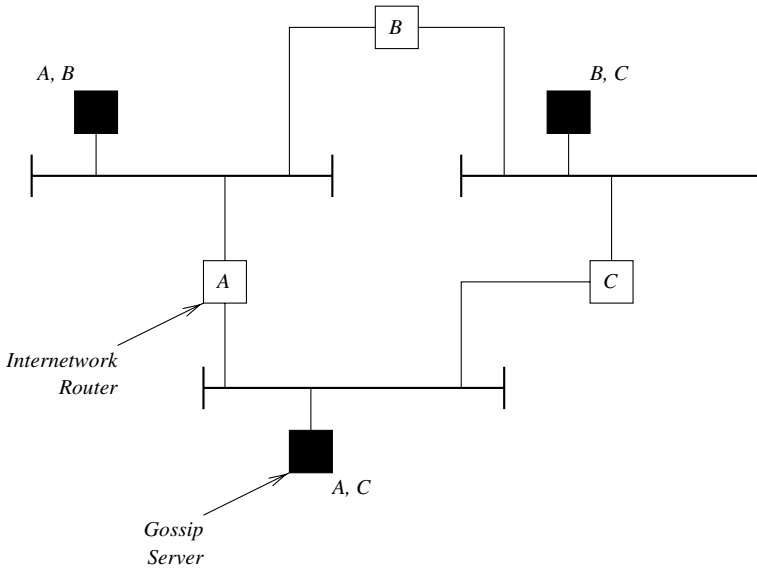 B
A, B
B, C
A
C
Internetwork
Router
A, C
Gossip
Server